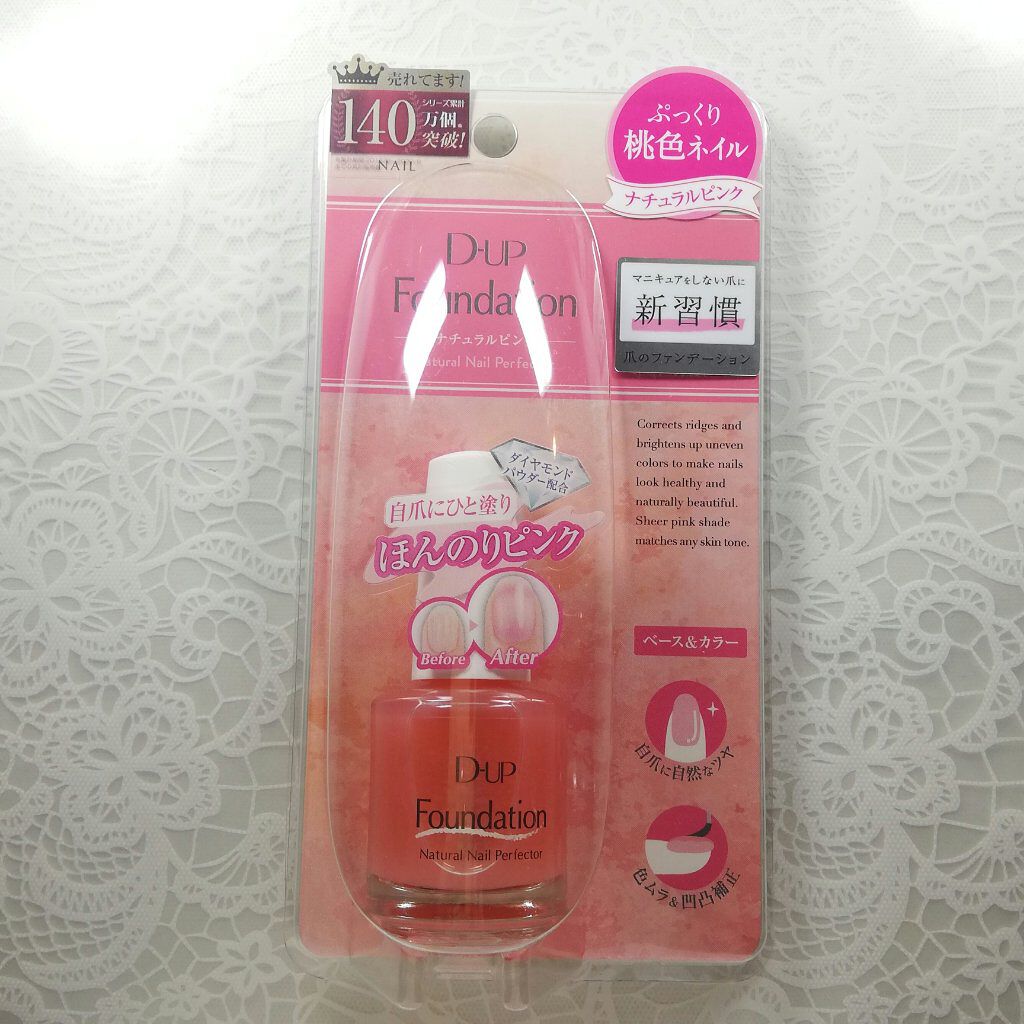 売れてます!
140
シリーズ累計
万個
突破!
NAIL
ぷっくり
桃色ネイル
ナチュラルピンク
D-UP
Foundation
ナチュラルピン
tural Nail Perfec
マニキュアをしない爪に
新習慣
爪のファンデーション
Corrects ridges and
brightens up uneven
colors to make nails
look healthy and
naturally beautiful.
Sheer pink shade
matches any skin tone.
ダイヤモンド
パウダー配合
自爪にひと塗り
ほんのりピンク
Before
After
ベース&カラー
自爪に自然なツヤ
色ムラ&凹凸補正
D-UP
Foundation
Natural Nail Perfector